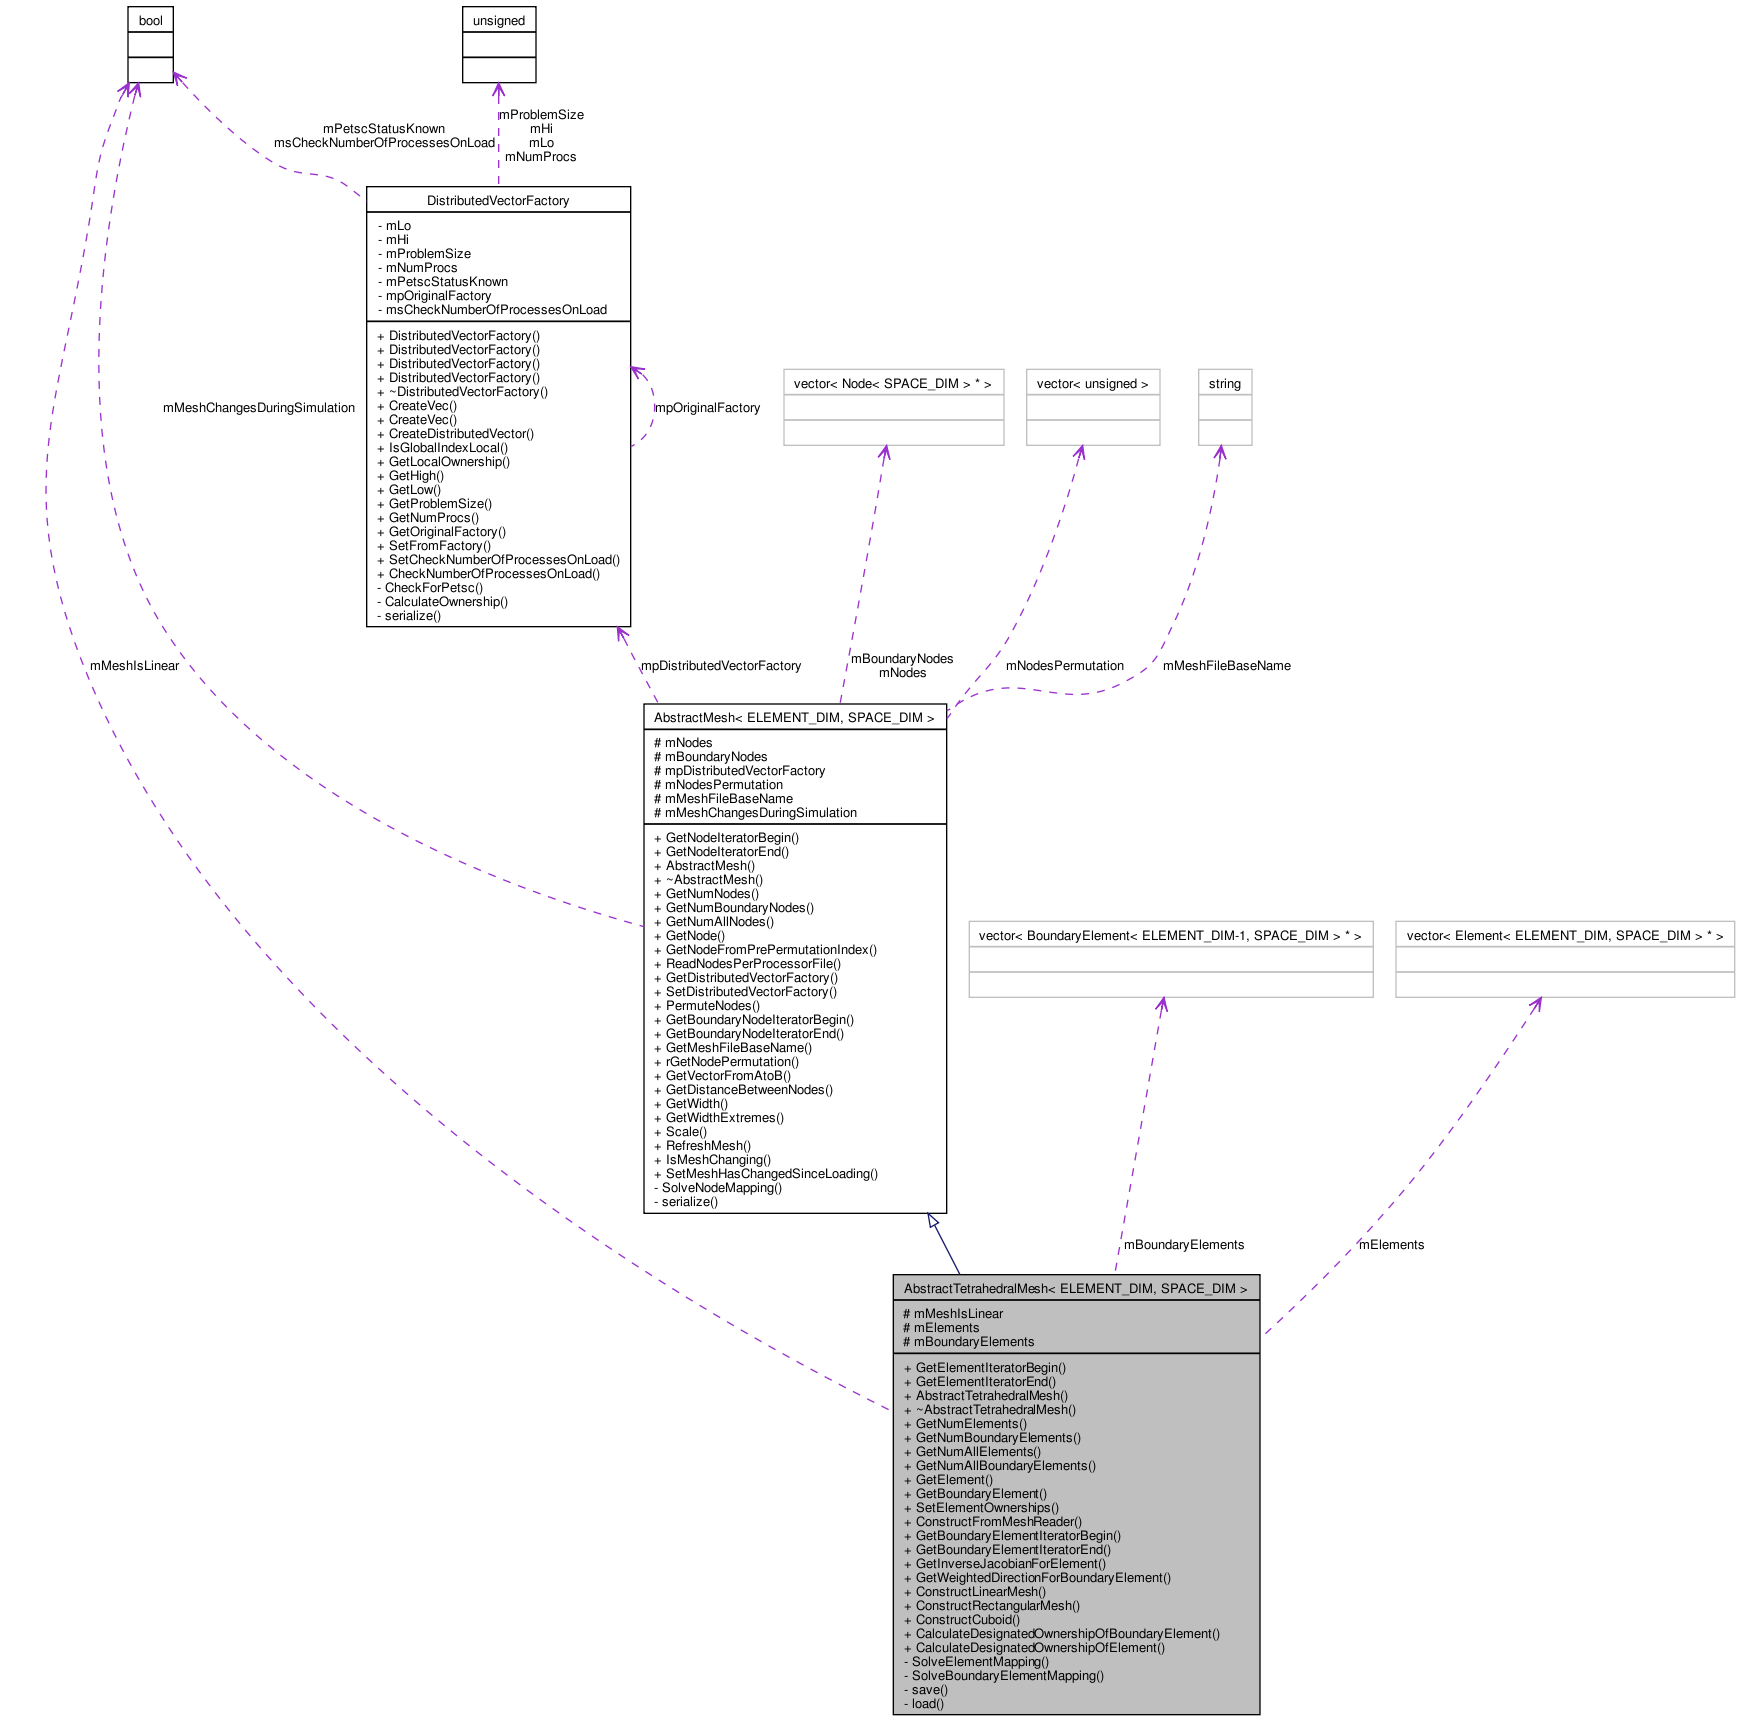 bool
unsigned
mProblemSize
mHi
mLo
mNumProcs
mPetscStatusKnown
msCheckNumberOfProcessesOnLoad
DistributedVectorFactory
- mLo
- mHi
- mProblemSize
- mNumProcs
- mPetscStatusKnown
- mpOriginalFactory
- msCheckNumberOfProcessesOnLoad
+ DistributedVectorFactory()
+ DistributedVectorFactory()
+ DistributedVectorFactory()
+ DistributedVectorFactory()
+ ~DistributedVectorFactory()
+ CreateVec()
+ CreateVec()
+ CreateDistributedVector()
+ IsGlobalIndexLocal()
+ GetLocalOwnership()
+ GetHigh()
+ GetLow()
+ GetProblemSize()
+ GetNumProcs()
+ GetOriginalFactory()
+ SetFromFactory()
+ SetCheckNumberOfProcessesOnLoad()
+ CheckNumberOfProcessesOnLoad()
- CheckForPetsc()
- CalculateOwnership()
- serialize()
mMeshChangesDuringSimulation
mpOriginalFactory
vector< Node< SPACE_DIM > * >
vector< unsigned >
string
mMeshIsLinear
mpDistributedVectorFactory
mBoundaryNodes
mNodes
mNodesPermutation
mMeshFileBaseName
AbstractMesh< ELEMENT_DIM, SPACE_DIM >
# mNodes
# mBoundaryNodes
# mpDistributedVectorFactory
# mNodesPermutation
# mMeshFileBaseName
# mMeshChangesDuringSimulation
+ GetNodeIteratorBegin()
+ GetNodeIteratorEnd()
+ AbstractMesh()
+ ~AbstractMesh()
+ GetNumNodes()
+ GetNumBoundaryNodes()
+ GetNumAllNodes()
+ GetNode()
+ GetNodeFromPrePermutationIndex()
+ ReadNodesPerProcessorFile()
+ GetDistributedVectorFactory()
+ SetDistributedVectorFactory()
+ PermuteNodes()
+ GetBoundaryNodeIteratorBegin()
+ GetBoundaryNodeIteratorEnd()
+ GetMeshFileBaseName()
+ rGetNodePermutation()
+ GetVectorFromAtoB()
+ GetDistanceBetweenNodes()
+ GetWidth()
+ GetWidthExtremes()
+ Scale()
+ RefreshMesh()
+ IsMeshChanging()
+ SetMeshHasChangedSinceLoading()
- SolveNodeMapping()
- serialize()
vector< BoundaryElement< ELEMENT_DIM-1, SPACE_DIM > * >
vector< Element< ELEMENT_DIM, SPACE_DIM > * >
mBoundaryElements
mElements
AbstractTetrahedralMesh< ELEMENT_DIM, SPACE_DIM >
# mMeshIsLinear
# mElements
# mBoundaryElements
+ GetElementIteratorBegin()
+ GetElementIteratorEnd()
+ AbstractTetrahedralMesh()
+ ~AbstractTetrahedralMesh()
+ GetNumElements()
+ GetNumBoundaryElements()
+ GetNumAllElements()
+ GetNumAllBoundaryElements()
+ GetElement()
+ GetBoundaryElement()
+ SetElementOwnerships()
+ ConstructFromMeshReader()
+ GetBoundaryElementIteratorBegin()
+ GetBoundaryElementIteratorEnd()
+ GetInverseJacobianForElement()
+ GetWeightedDirectionForBoundaryElement()
+ ConstructLinearMesh()
+ ConstructRectangularMesh()
+ ConstructCuboid()
+ CalculateDesignatedOwnershipOfBoundaryElement()
+ CalculateDesignatedOwnershipOfElement()
- SolveElementMapping()
- SolveBoundaryElementMapping()
- save()
- load()